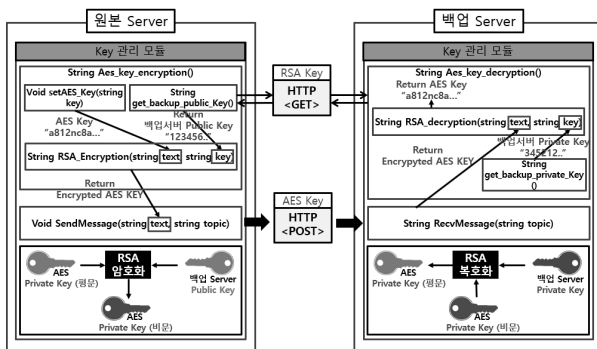 원본 Server
Key 관리 모듈
String Aes_key_encryption()
Void setAES_Key(string
key)
String
get_backup_public_Key()
AES Key
"a812nc8a…"
Return
백업서버 Public Key
"123456.."
String RSA_Encryption(string text, string key)
Return
Encrypted AES KEY
Void SendMessage(string text, string topic)
AES
Private Key (평문)
RSA
암호화
백업 Server
Public Key
AES
Private Key (비문)
RSA Key
HTTP
<GET>
AES Key
HTTP
<POST>
백업 Server
Key 관리 모듈
String Aes_key_decryption()
Return AES Key
"a812nc8a…"
String RSA_decryption(string text, string key)
Return
Encrypyted AES KEY
백업서버 Private Key
"345212.."
String
get_backup_private_Key
()
String RecvMessage(string topic)
AES
Private Key (평문)
RSA
복호화
백업 Server
Private Key
AES
Private Key (비문)